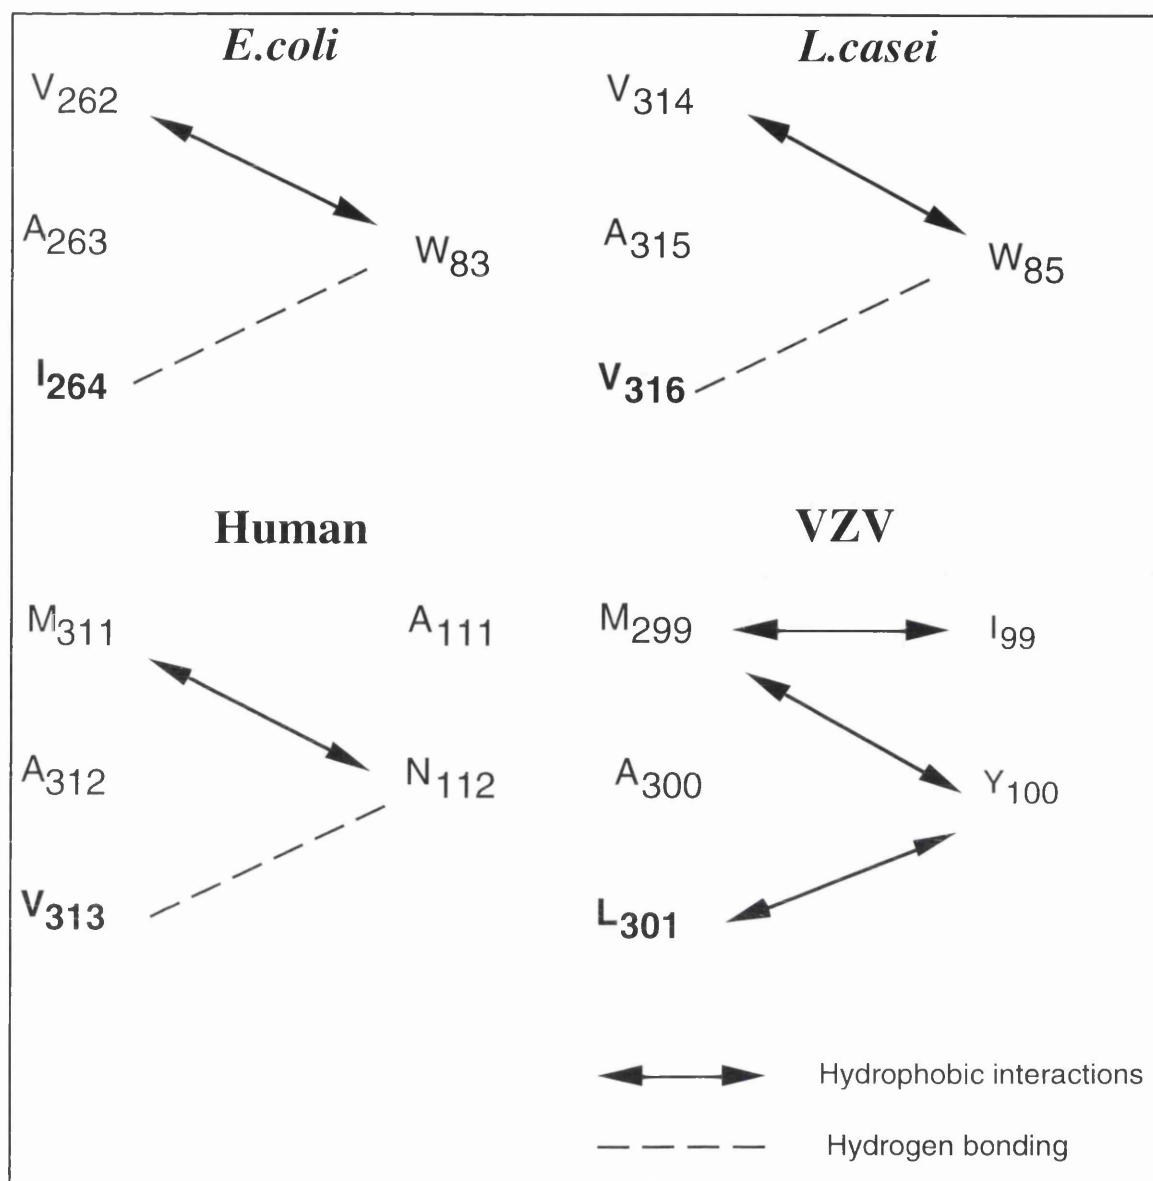 E.coli
V262
A263
W83
I264
L.casei
V314
A315
W85
V316
Human
M311
A111
A312
N112
V313
VZV
M299
I99
A300
Y100
L301
Hydrophobic interactions
Hydrogen bonding